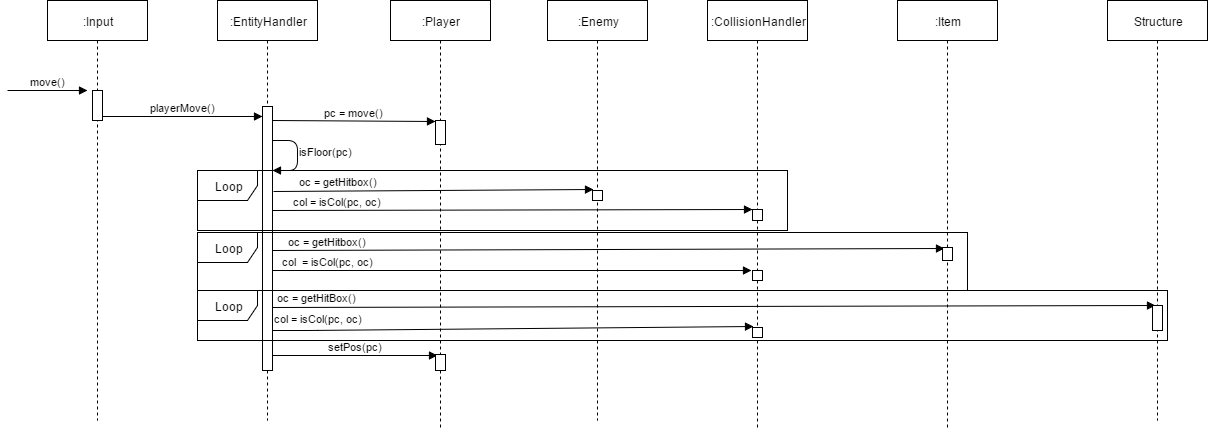 :Input
:EntityHandler
:Player
:Enemy
:CollisionHandler
:Item
Structure
move()
playerMove()
pc = move()
isFloor(pc)
Loop
oc = getHitbox()
col = isCol(pc, oc)
Loop
oc = getHitbox()
col = isCol(pc, oc)
Loop
oc = getHitBox()
col = isCol(pc, oc)
setPos(pc)